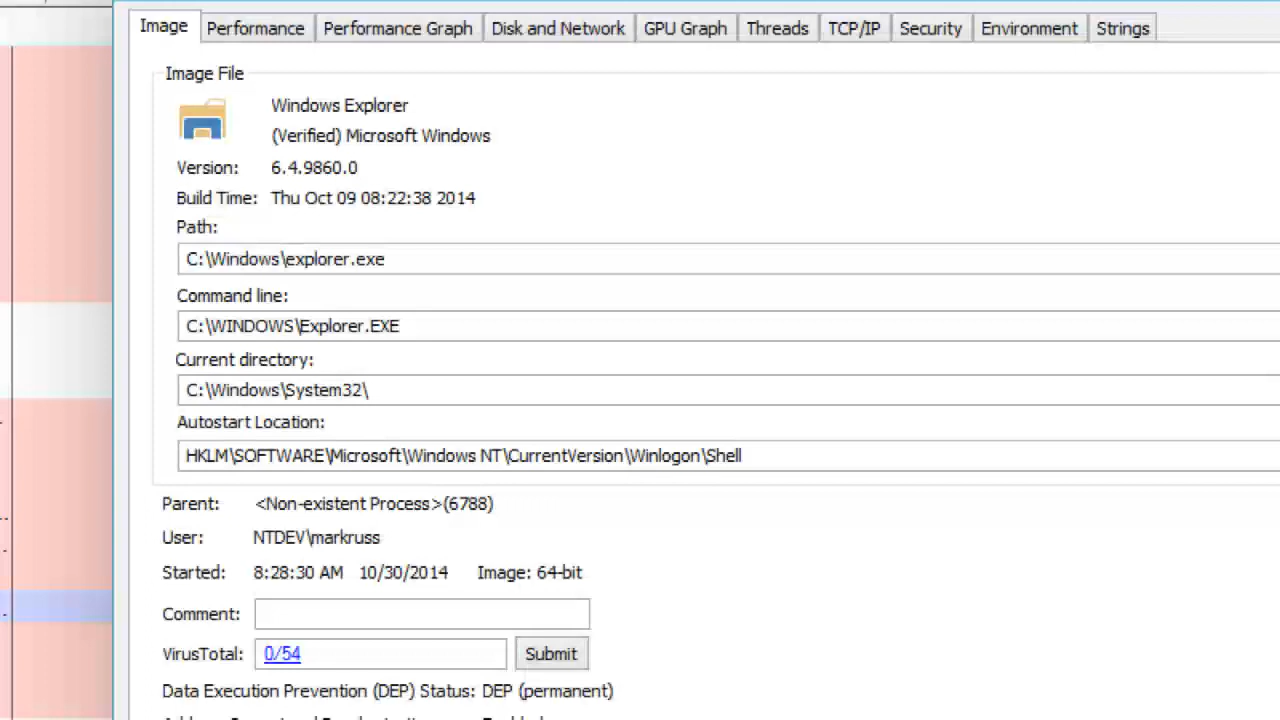 Image Performance Performance Graph Disk and Network GPU Graph Threads TCP/IP Security Environment Strings
Image File
Windows Explorer
(Verified) Microsoft Windows
Version: 6.4.9860.0
Build Time: Thu Oct 09 08:22:38 2014
Path:
C:\Windows\explorer.exe
Command line:
C:\WINDOWS\Explorer.EXE
Current directory:
C:\Windows\System32\
Autostart Location:
HKLM\SOFTWARE\Microsoft\Windows NT\CurrentVersion\Winlogon\Shell
Parent: <Non-existent Process>(6788)
User: NTDEV\markruss
Started: 8:28:30 AM 10/30/2014 Image: 64-bit
Comment:
VirusTotal: 0/54 Submit
Data Execution Prevention (DEP) Status: DEP (permanent)